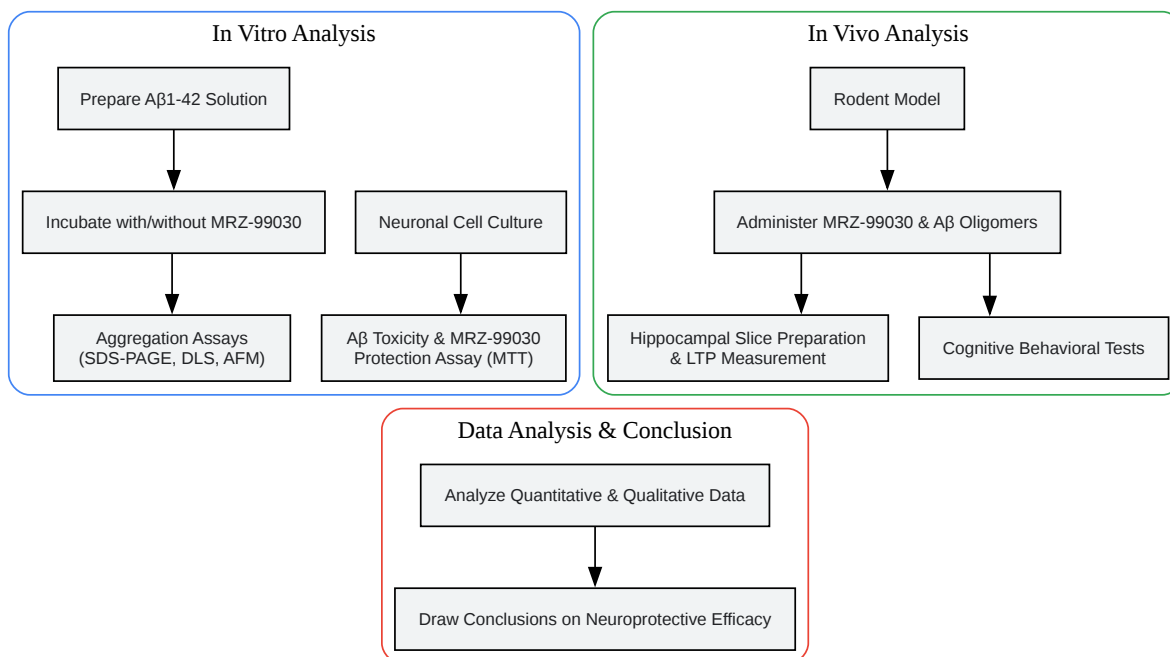 In Vitro Analysis
Prepare Aβ1-42 Solution
Incubate with/without MRZ-99030
Neuronal Cell Culture
Aggregation Assays
(SDS-PAGE, DLS, AFM)
Aβ Toxicity & MRZ-99030
Protection Assay (MTT)
In Vivo Analysis
Rodent Model
Administer MRZ-99030 & Aβ Oligomers
Hippocampal Slice Preparation
& LTP Measurement
Cognitive Behavioral Tests
Data Analysis & Conclusion
Analyze Quantitative & Qualitative Data
Draw Conclusions on Neuroprotective Efficacy